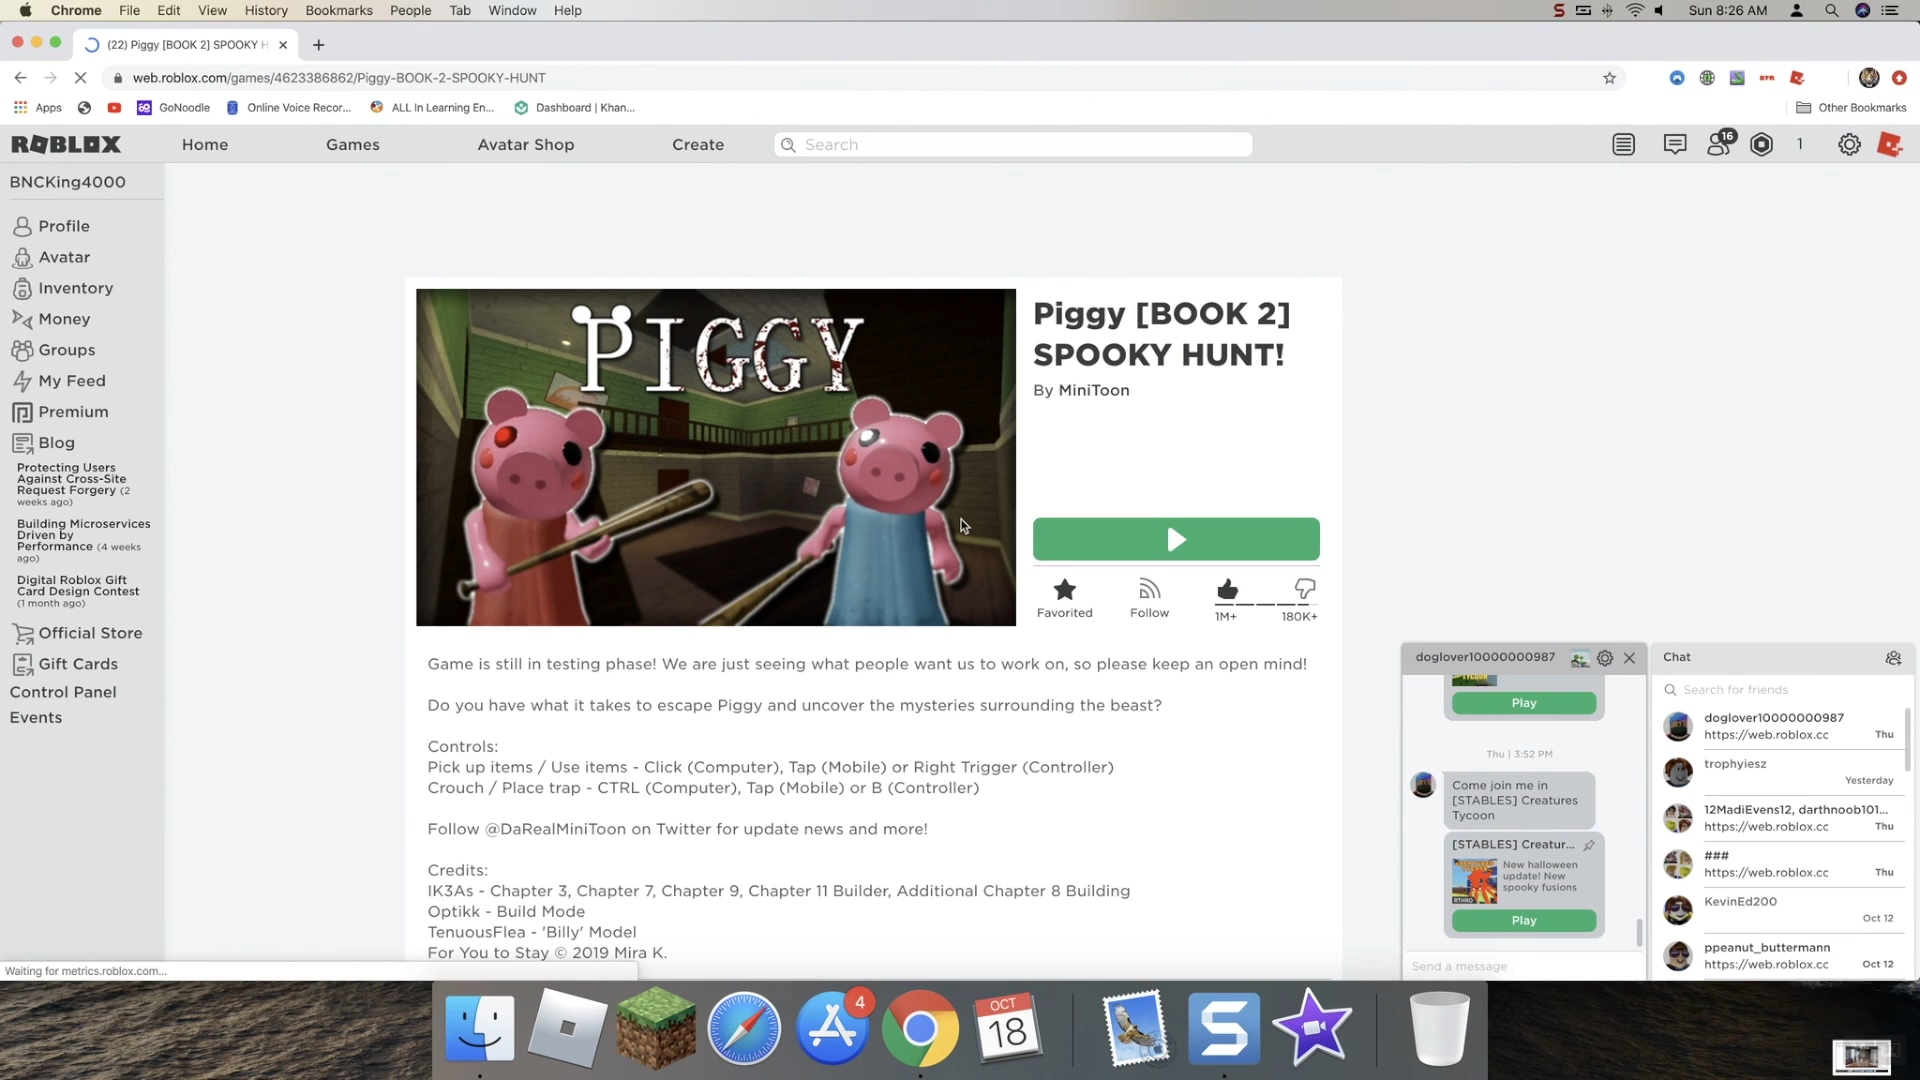 Chrome File Edit View History Bookmarks People Tab Window Help Sun 8:26 AM
(22) Piggy [BOOK 2] SPOOKY H
web.roblox.com/games/4623386862/Piggy-BOOK-2-SPOOKY-HUNT
Apps GoNoodle Online Voice Recor... ALL In Learning En... Dashboard | Khan... Other Bookmarks
ROBLOX Home Games Avatar Shop Create Search 16 1
BNCKing4000
Profile
Avatar
Inventory
Money
Groups
My Feed
Premium
Blog
Protecting Users
Against Cross-Site
Request Forgery (2
weeks ago)
Building Microservices
Driven by
Performance (4 weeks
ago)
Digital Roblox Gift
Card Design Contest
(1 month ago)
Official Store
Gift Cards
Control Panel
Events
PIGGY
Piggy [BOOK 2]
SPOOKY HUNT!
By MiniToon
Favorited Follow 1M+ 180K+
Game is still in testing phase! We are just seeing what people want us to work on, so please keep an open mind!
Do you have what it takes to escape Piggy and uncover the mysteries surrounding the beast?
Controls:
Pick up items / Use items - Click (Computer), Tap (Mobile) or Right Trigger (Controller)
Crouch / Place trap - CTRL (Computer), Tap (Mobile) or B (Controller)
Follow @DaRealMiniToon on Twitter for update news and more!
Credits:
IK3As - Chapter 3, Chapter 7, Chapter 9, Chapter 11 Builder, Additional Chapter 8 Building
Optikk - Build Mode
TenuousFlea - 'Billy' Model
For You to Stay © 2019 Mira K.
doglover10000000987
Play
Thu | 3:52 PM
Come join me in
[STABLES] Creatures
Tycoon
[STABLES] Creatur...
New halloween
update! New
spooky fusions
Play
Send a message
Chat
Search for friends
doglover10000000987
https://web.roblox.cc Thu
trophyiesz
Yesterday
12MadiEvens12, darthnoob101...
https://web.roblox.cc Thu
###
https://web.roblox.cc Thu
KevinEd200
Oct 12
ppeanut_buttermann
https://web.roblox.cc Oct 12
Waiting for metrics.roblox.com...
4
OCT
18